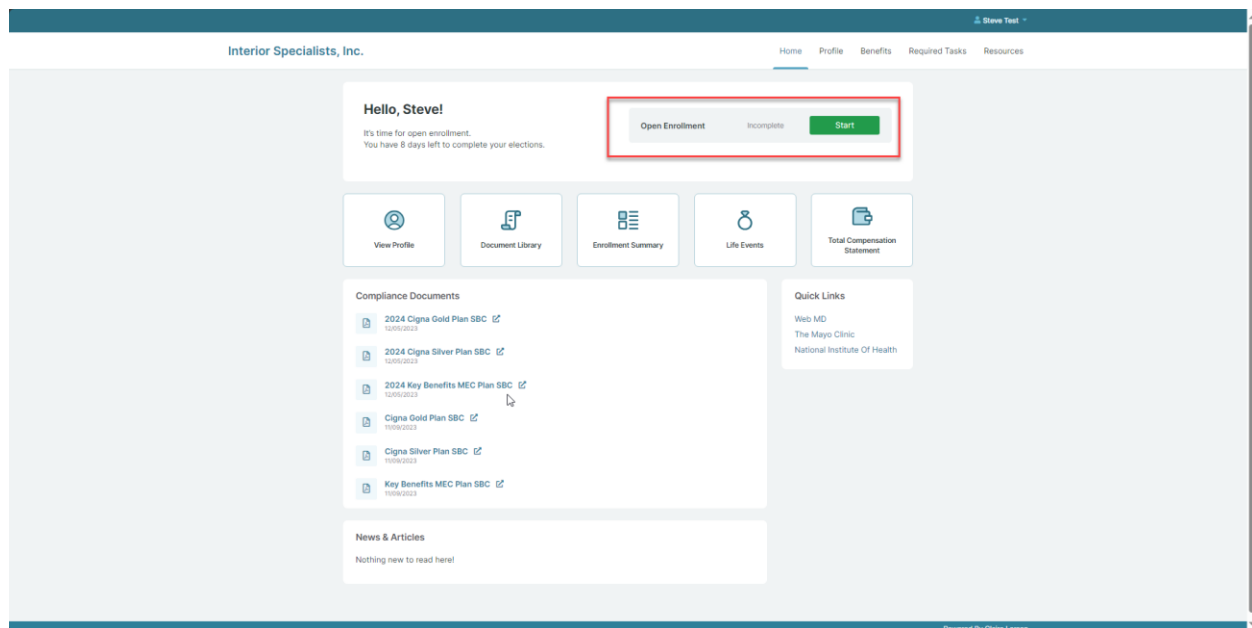 Steve Test
Interior Specialists, Inc.
Home Profile Benefits Required Tasks Resources
Hello, Steve!
It's time for open enrollment.
You have 8 days left to complete your elections.
Open Enrollment Incomplete Start
View Profile
Document Library
Enrollment Summary
Life Events
Total Compensation
Statement
Compliance Documents
2024 Cigna Gold Plan SBC
12/05/2023
2024 Cigna Silver Plan SBC
12/05/2023
2024 Key Benefits MEC Plan SBC
12/05/2023
Cigna Gold Plan SBC
11/09/2023
Cigna Silver Plan SBC
11/09/2023
Key Benefits MEC Plan SBC
11/09/2023
Quick Links
Web MD
The Mayo Clinic
National Institute Of Health
News & Articles
Nothing new to read here!